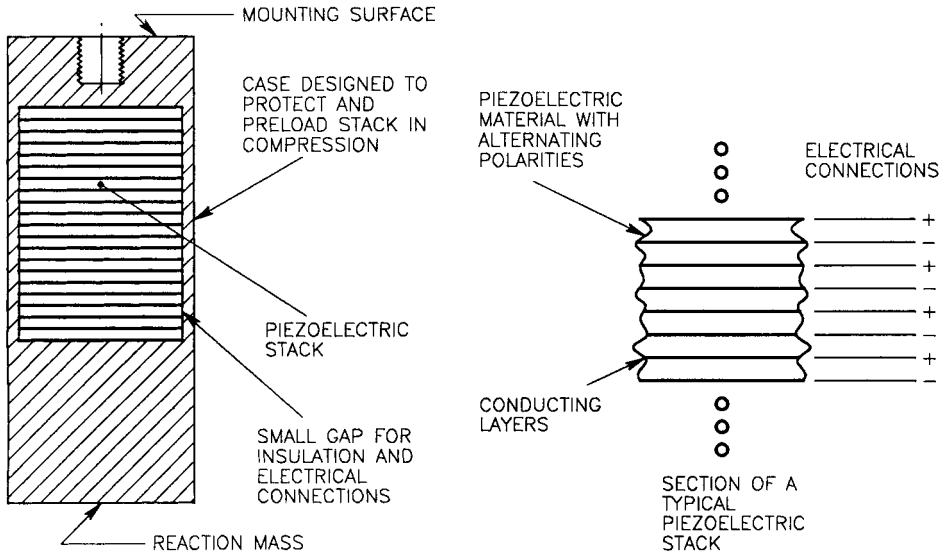 MOUNTING SURFACE
CASE DESIGNED TO
PROTECT AND
PRELOAD STACK IN
COMPRESSION
PIEZOELECTRIC
STACK
SMALL GAP FOR
INSULATION AND
ELECTRICAL
CONNECTIONS
REACTION MASS
PIEZOELECTRIC
MATERIAL WITH
ALTERNATING
POLARITIES
ELECTRICAL
CONNECTIONS
+
−
+
−
+
−
+
−
CONDUCTING
LAYERS
SECTION OF A
TYPICAL
PIEZOELECTRIC
STACK